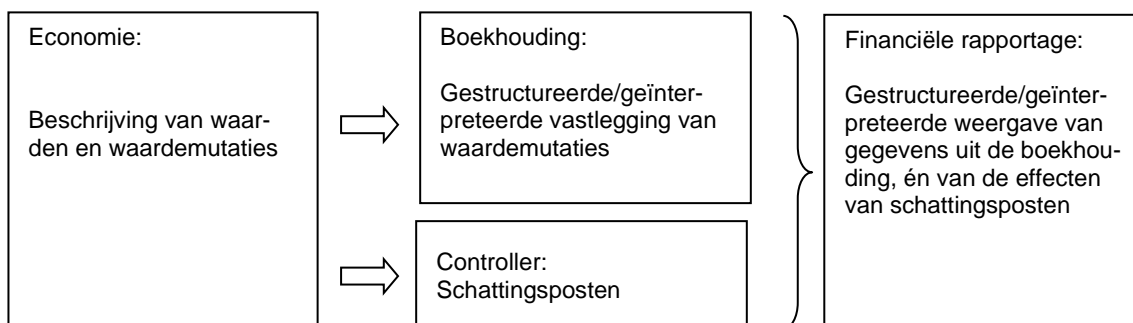 Economie:
Beschrijving van waar-
den en waardemutaties
Boekhouding:
Gestructureerde/geïnter-
preteerde vastlegging van
waardemutaties
Controller:
Schattingsposten
Financiële rapportage:
Gestructureerde/geïnter-
preteerde weergave van
gegevens uit de boekhou-
ding, én van de effecten
van schattingsposten